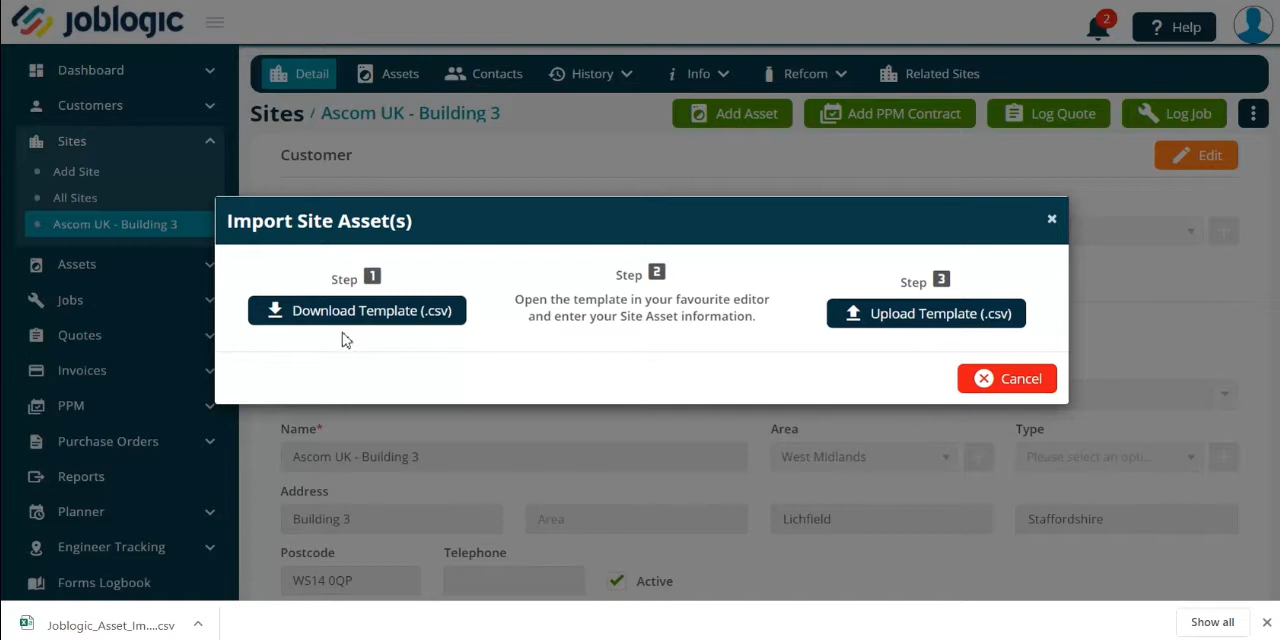 joblogic
2
? Help
Dashboard
Customers
Sites
Add Site
All Sites
Ascom UK - Building 3
Assets
Jobs
Quotes
Invoices
PPM
Purchase Orders
Reports
Planner
Engineer Tracking
Forms Logbook
Detail
Assets
Contacts
History
Info
Refcom
Related Sites
Sites / Ascom UK - Building 3
Add Asset
Add PPM Contract
Log Quote
Log Job
Customer
Edit
Import Site Asset(s)
×
Step 1
Download Template (.csv)
Step 2
Open the template in your favourite editor
and enter your Site Asset information.
Step 3
Upload Template (.csv)
Cancel
Name*
Area
Type
Ascom UK - Building 3
West Midlands
Please select an opti...
Address
Building 3
Area
Lichfield
Staffordshire
Postcode
Telephone
WS14 0QP
Active
Joblogic_Asset_Im....csv
Show all